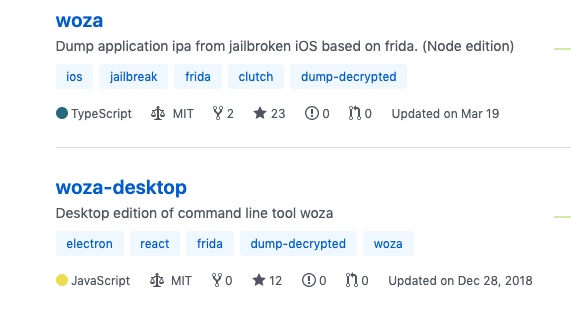 woza
Dump application ipa from jailbroken iOS based on frida. (Node edition)
ios jailbreak frida clutch dump-decrypted
TypeScript MIT 2 23 0 0 Updated on Mar 19
woza-desktop
Desktop edition of command line tool woza
electron react frida dump-decrypted woza
JavaScript MIT 0 12 0 0 Updated on Dec 28, 2018